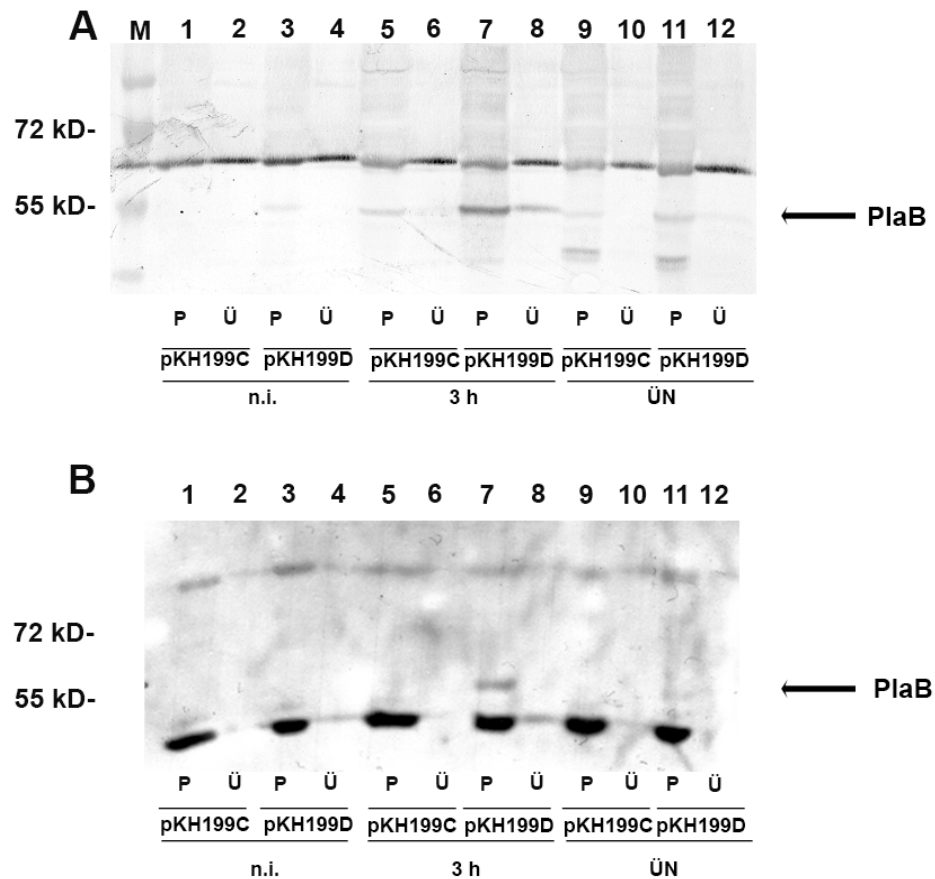 A M 1 2 3 4 5 6 7 8 9 10 11 12
72 kD-
55 kD-
PlaB
P Ü P Ü P Ü P Ü P Ü P Ü
pKH199C pKH199D pKH199C pKH199D pKH199C pKH199D
n.i. 3 h ÜN
B
1 2 3 4 5 6 7 8 9 10 11 12
72 kD-
55 kD-
PlaB
P Ü P Ü P Ü P Ü P Ü P Ü
pKH199C pKH199D pKH199C pKH199D pKH199C pKH199D
n.i. 3 h ÜN